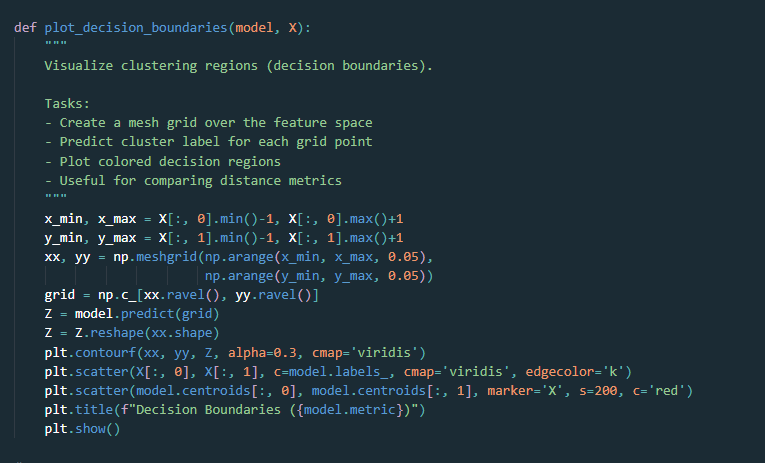 def plot_decision_boundaries(model, X):
    """
    Visualize clustering regions (decision boundaries).

    Tasks:
    - Create a mesh grid over the feature space
    - Predict cluster label for each grid point
    - Plot colored decision regions
    - Useful for comparing distance metrics
    """
    x_min, x_max = X[:, 0].min()-1, X[:, 0].max()+1
    y_min, y_max = X[:, 1].min()-1, X[:, 1].max()+1
    xx, yy = np.meshgrid(np.arange(x_min, x_max, 0.05),
                         np.arange(y_min, y_max, 0.05))
    grid = np.c_[xx.ravel(), yy.ravel()]
    Z = model.predict(grid)
    Z = Z.reshape(xx.shape)
    plt.contourf(xx, yy, Z, alpha=0.3, cmap='viridis')
    plt.scatter(X[:, 0], X[:, 1], c=model.labels_, cmap='viridis', edgecolor='k')
    plt.scatter(model.centroids[:, 0], model.centroids[:, 1], marker='X', s=200, c='red')
    plt.title(f"Decision Boundaries ({model.metric})")
    plt.show()